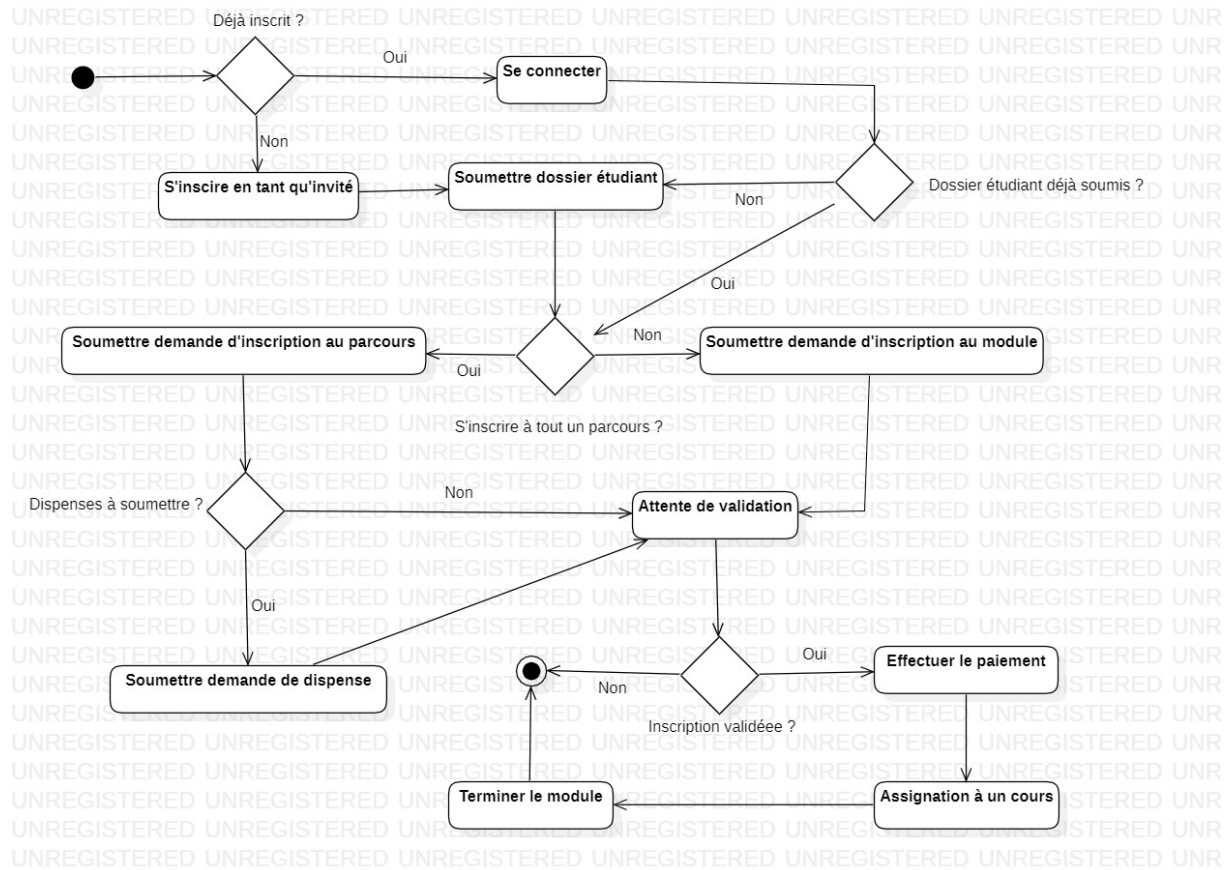 Déjà inscrit ?
Oui
Se connecter
Non
S'inscire en tant qu'invité
Soumettre dossier étudiant
Non
Dossier étudiant déjà soumis ?
Oui
Soumettre demande d'inscription au parcours
Oui
Non
Soumettre demande d'inscription au module
S'inscrire à tout un parcours ?
Dispenses à soumettre ?
Non
Attente de validation
Oui
Soumettre demande de dispense
Non
Oui
Effectuer le paiement
Inscription validéee ?
Terminer le module
Assignation à un cours
UNREGISTERED